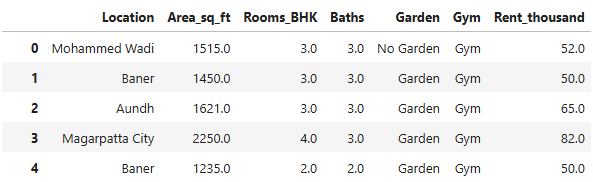 Location Area_sq_ft Rooms_BHK Baths Garden Gym Rent_thousand
0 Mohammed Wadi 1515.0 3.0 3.0 No Garden Gym 52.0
1 Baner 1450.0 3.0 3.0 Garden Gym 50.0
2 Aundh 1621.0 3.0 3.0 Garden Gym 65.0
3 Magarpatta City 2250.0 4.0 3.0 Garden Gym 82.0
4 Baner 1235.0 2.0 2.0 Garden Gym 50.0